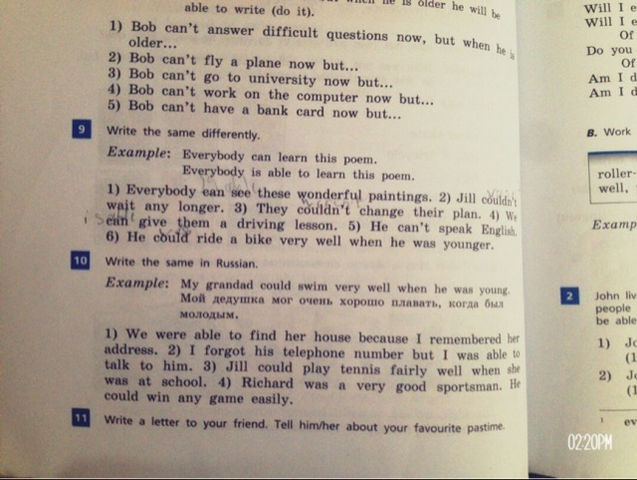 when he is older he will be
able to write (do it).
1) Bob can't answer difficult questions now, but when he is
older...
2) Bob can't fly a plane now but...
3) Bob can't go to university now but...
4) Bob can't work on the computer now but...
5) Bob can't have a bank card now but...
9 Write the same differently.
Example: Everybody can learn this poem.
Everybody is able to learn this poem.
1) Everybody can see these wonderful paintings. 2) Jill couldn't
wait any longer. 3) They couldn't change their plan. 4) We
can give them a driving lesson. 5) He can't speak English.
6) He could ride a bike very well when he was younger.
10 Write the same in Russian.
Example: My grandad could swim very well when he was young.
Мой дедушка мог очень хорошо плавать, когда был
молодым.
1) We were able to find her house because I remembered her
address. 2) I forgot his telephone number but I was able to
talk to him. 3) Jill could play tennis fairly well when she
was at school. 4) Richard was a very good sportsman. He
could win any game easily.
11 Write a letter to your friend. Tell him/her about your favourite pastime.
Will I
Will I
Of
Do you
Of
Am I
Am I
B. Work
roller-
well,
2 John
people
be able
1)
(1
2)
(1
1 ev
02:20PM